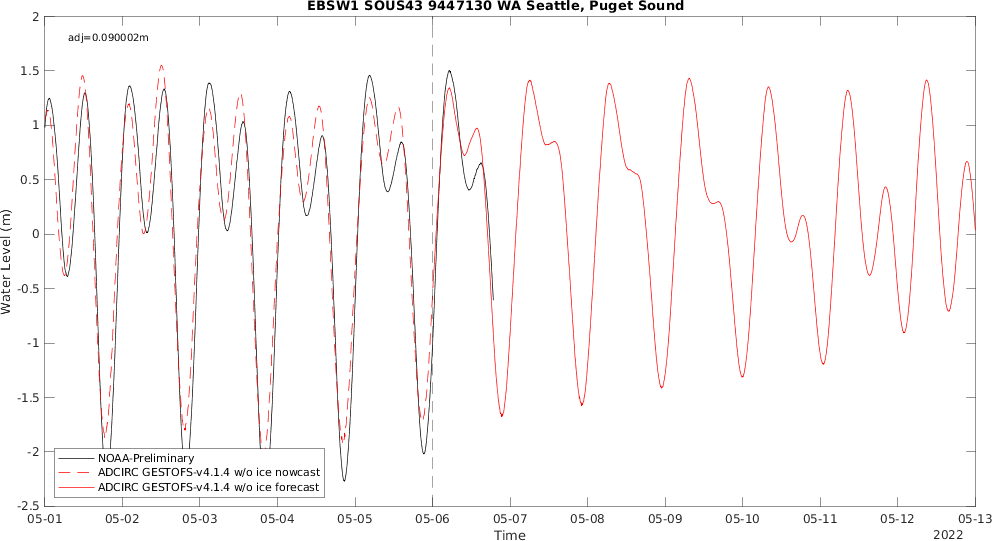 EBSW1 SOUS43 9447130 WA Seattle, Puget Sound
adj=0.090002m
Water Level (m)
2
1.5
1
0.5
0
-0.5
-1
-1.5
-2
-2.5
NOAA-Preliminary
ADCIRC GESTOFS-v4.1.4 w/o ice nowcast
ADCIRC GESTOFS-v4.1.4 w/o ice forecast
05-01 05-02 05-03 05-04 05-05 05-06 05-07 05-08 05-09 05-10 05-11 05-12 05-13
Time
2022